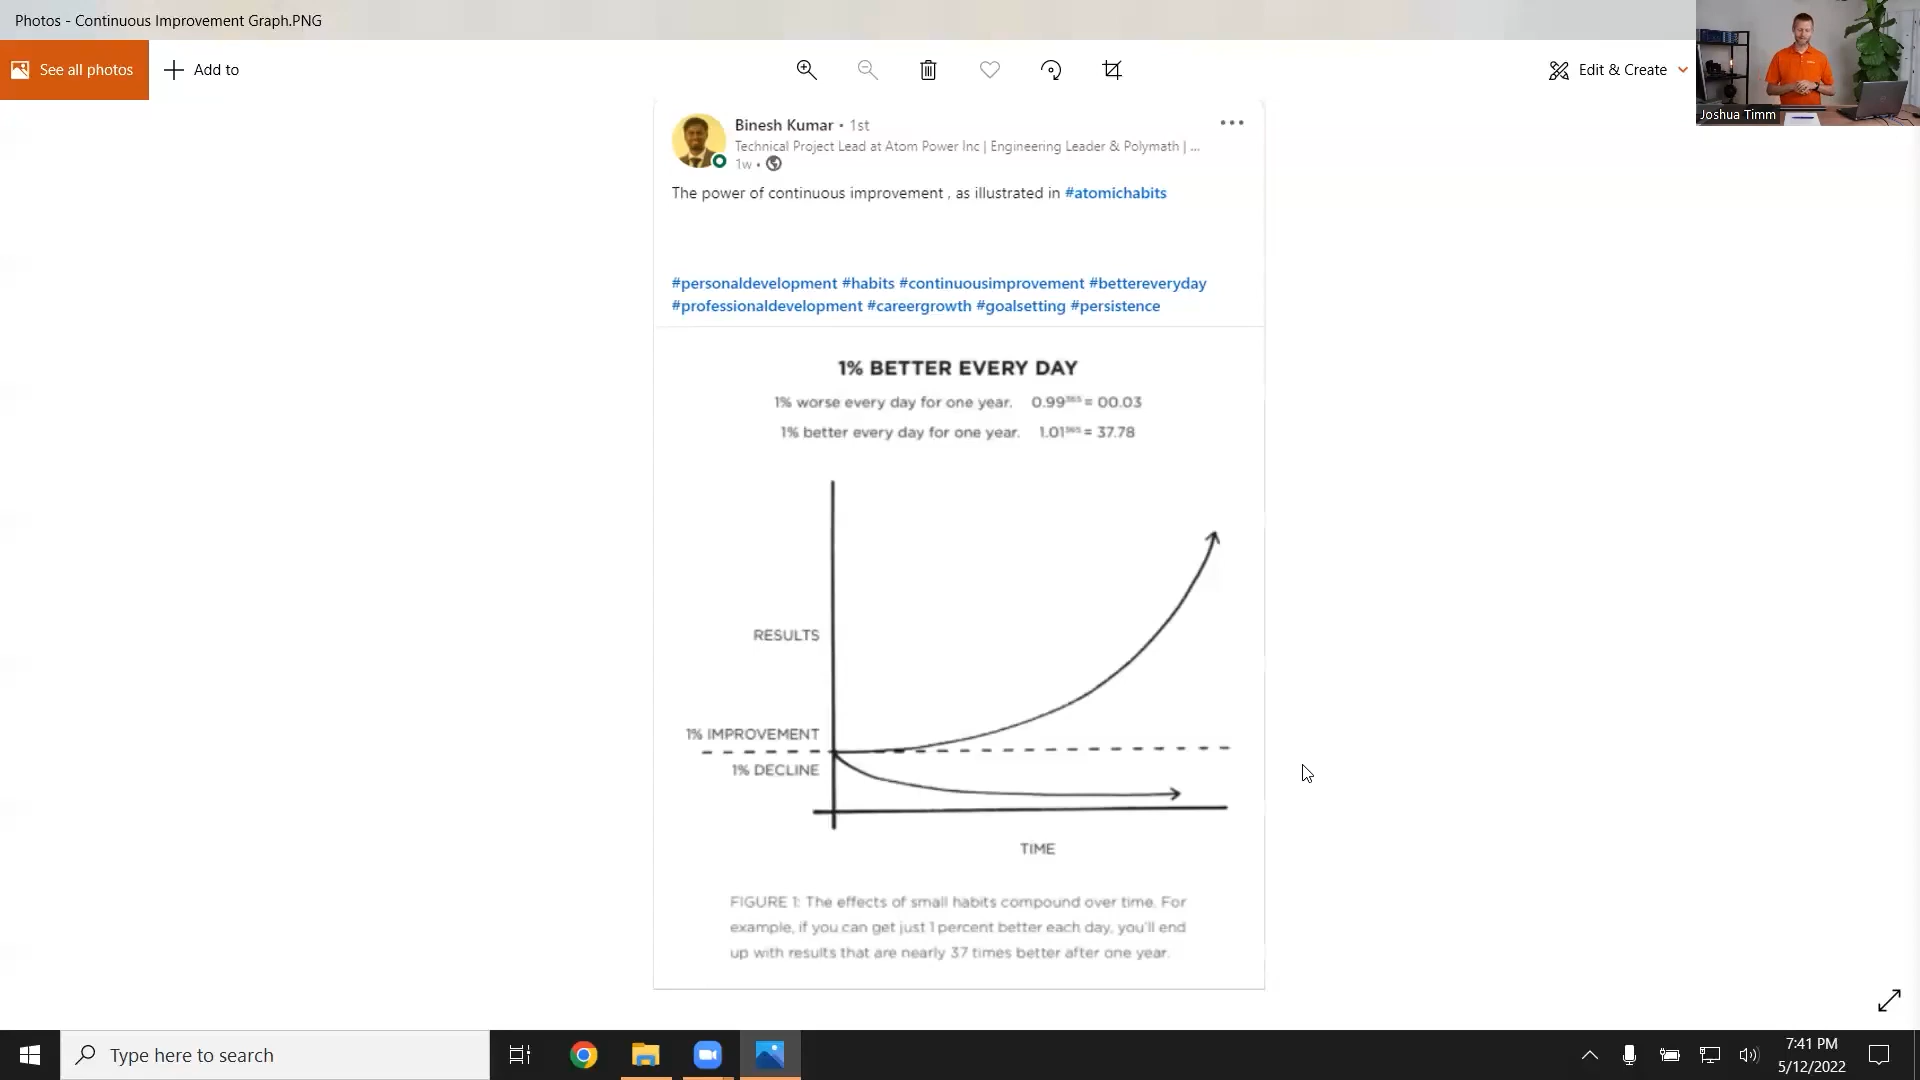 Photos - Continuous Improvement Graph.PNG
See all photos
Add to
Edit & Create
Joshua Timm
Binesh Kumar • 1st
Technical Project Lead at Atom Power Inc | Engineering Leader & Polymath | ...
1w •
The power of continuous improvement , as illustrated in #atomichabits
#personaldevelopment #habits #continuousimprovement #bettereveryday
#professionaldevelopment #careergrowth #goalsetting #persistence
1% BETTER EVERY DAY
1% worse every day for one year. 0.99³⁶⁵ = 00.03
1% better every day for one year. 1.01³⁶⁵ = 37.78
RESULTS
1% IMPROVEMENT
1% DECLINE
TIME
FIGURE 1: The effects of small habits compound over time. For
example, if you can get just 1 percent better each day, you'll end
up with results that are nearly 37 times better after one year.
Type here to search
7:41 PM
5/12/2022